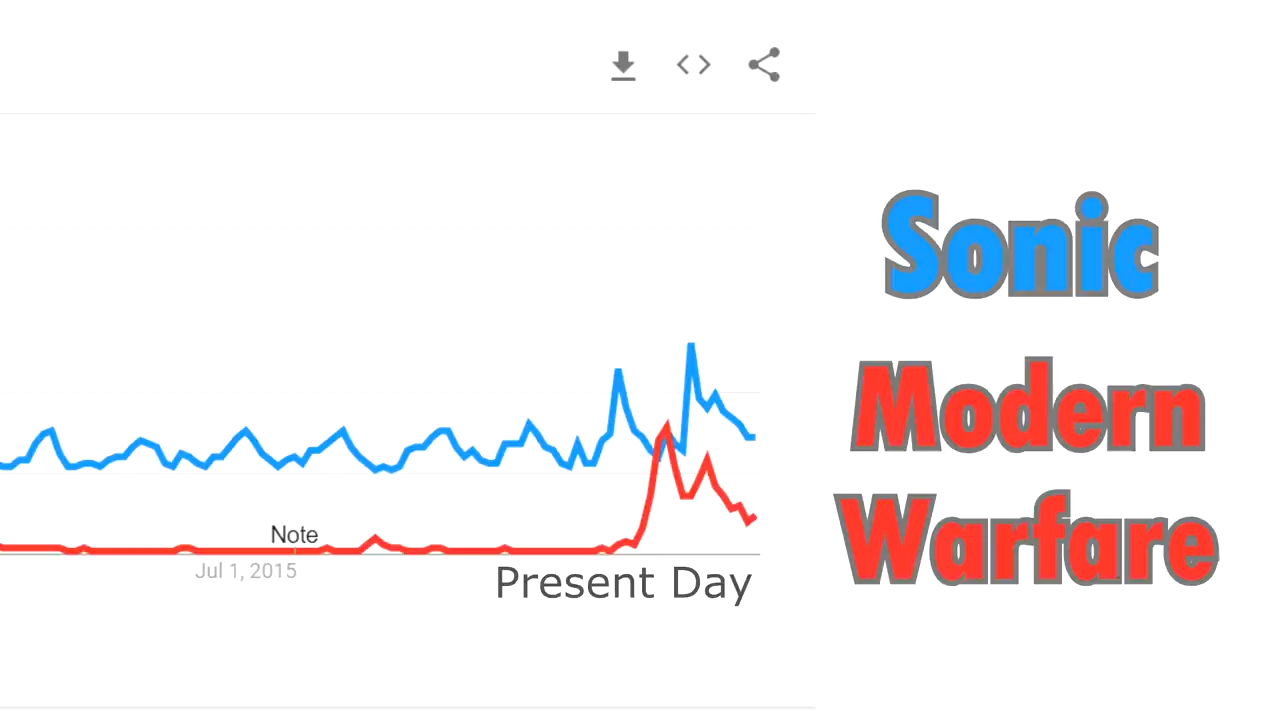 Sonic
Modern
Warfare
Note
Jul 1, 2015
Present Day